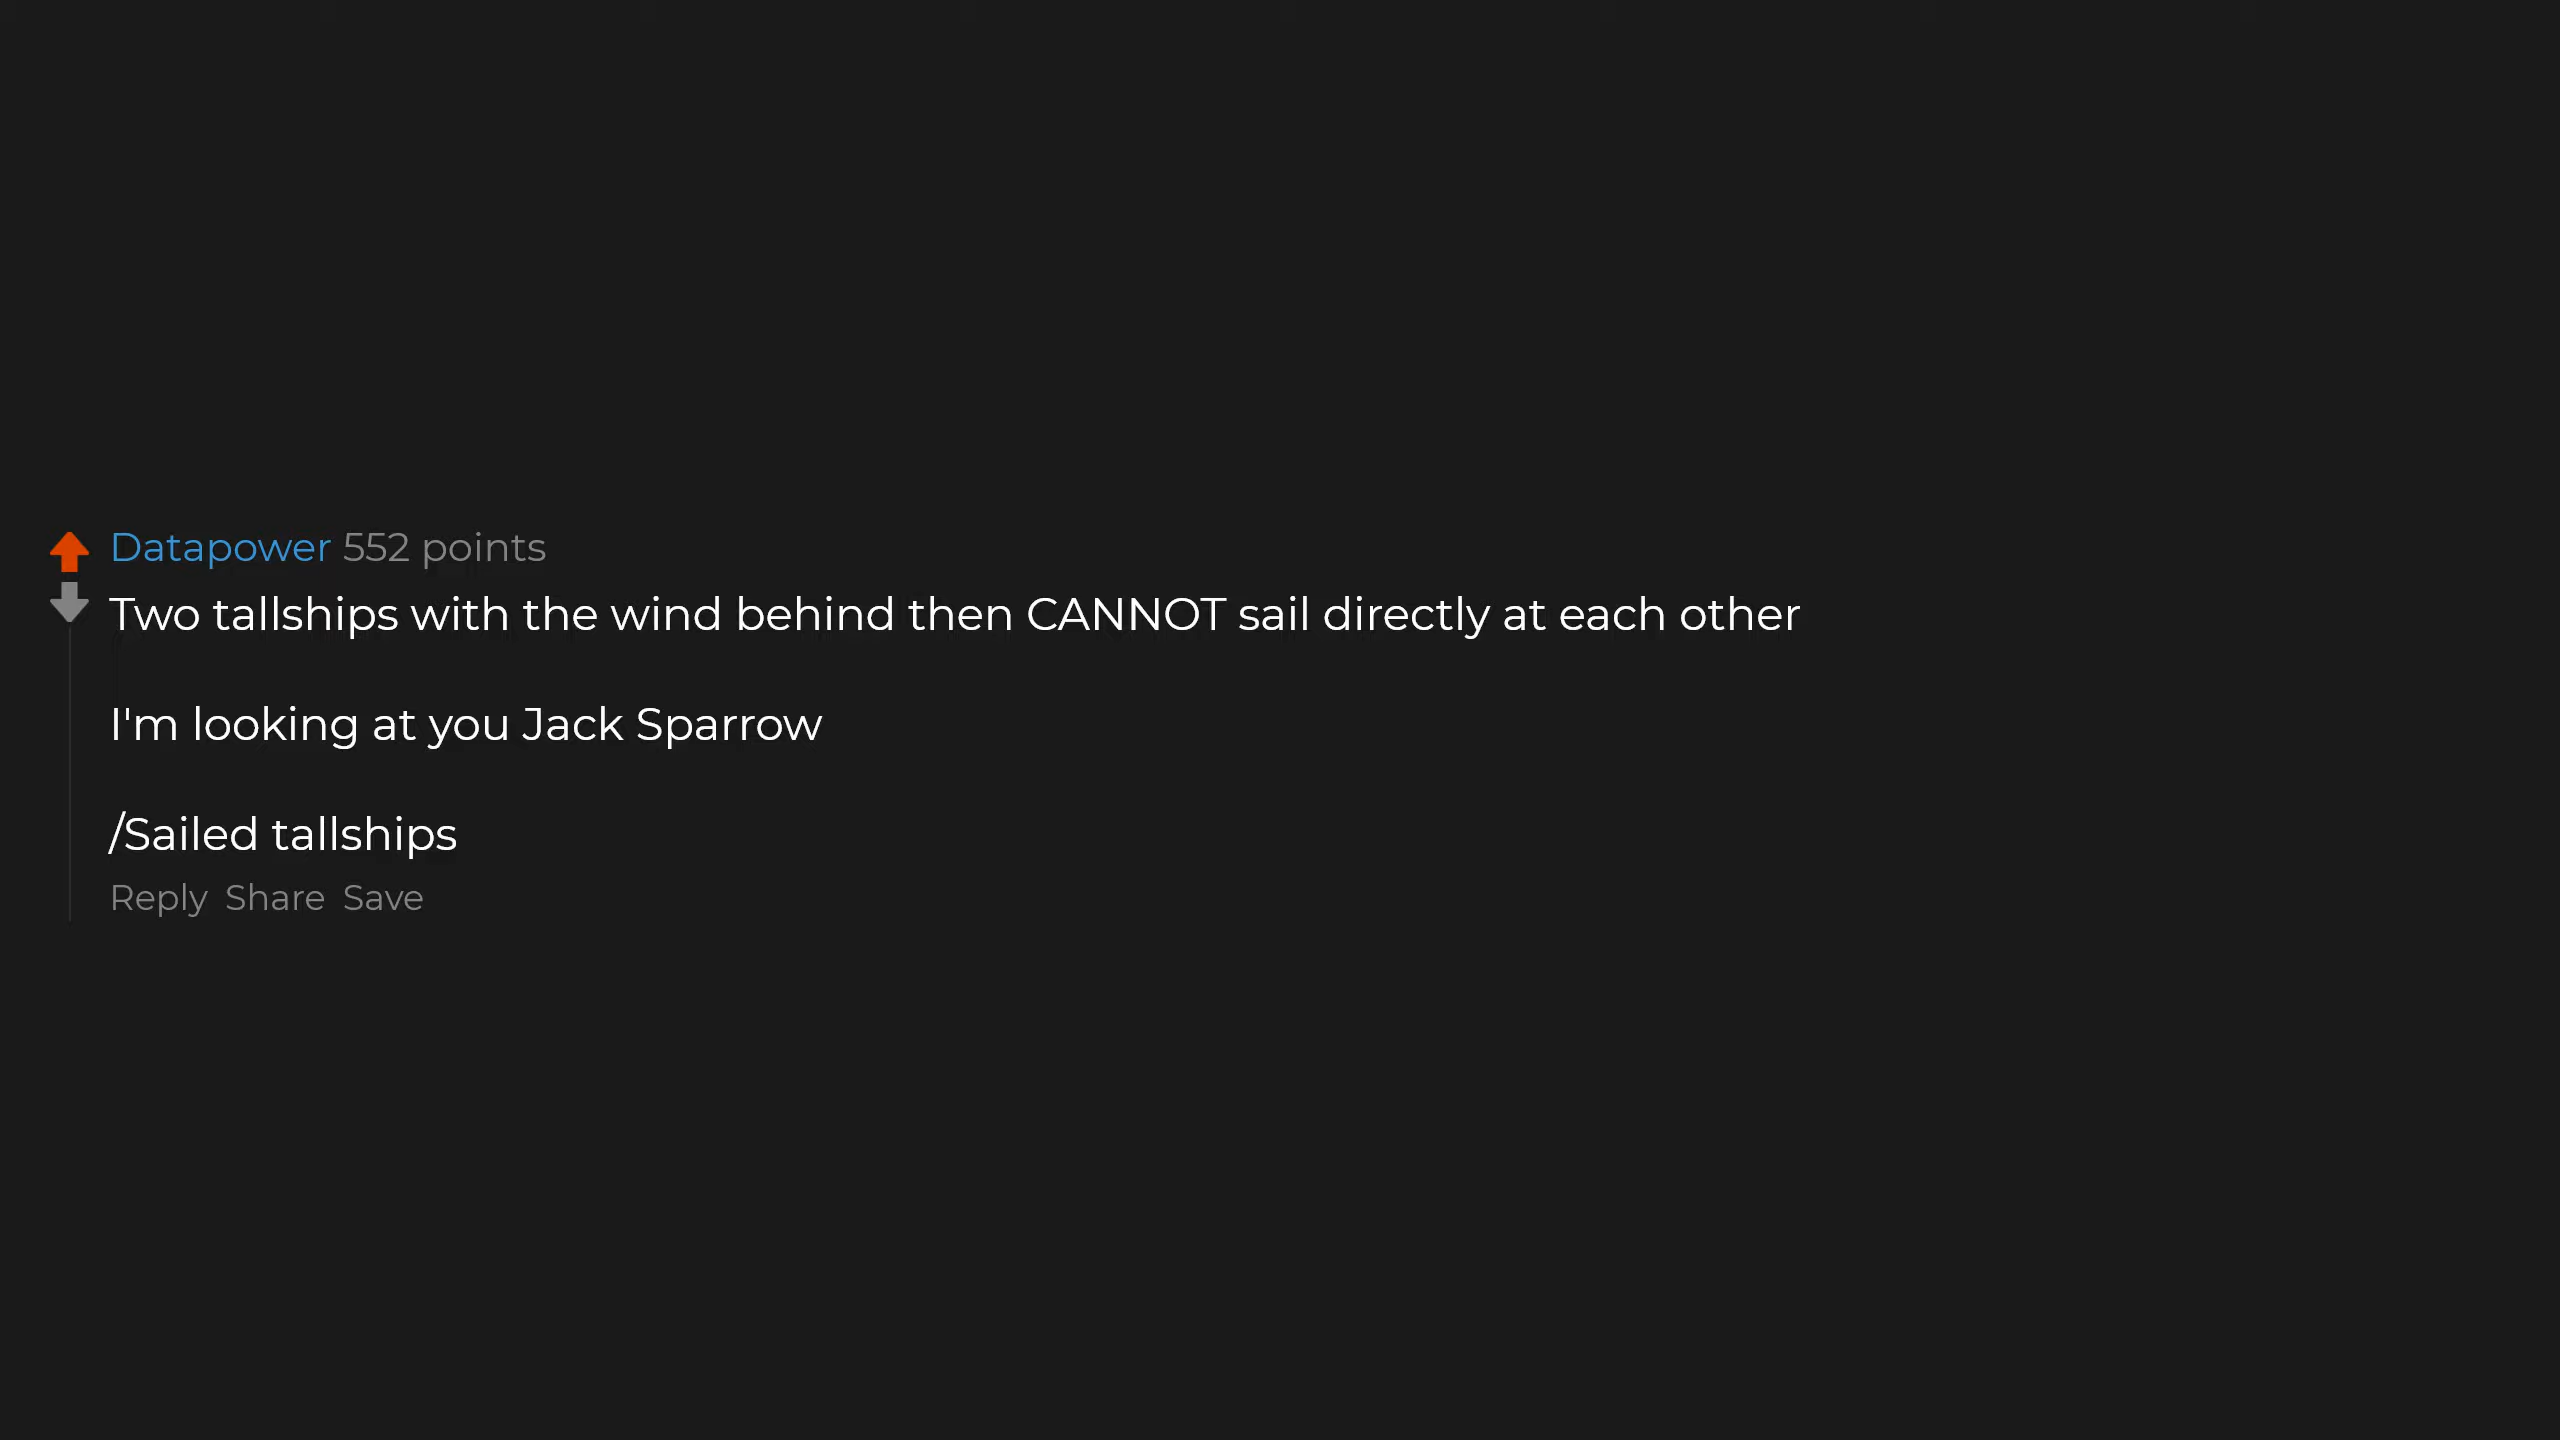 Datapower 552 points
Two tallships with the wind behind then CANNOT sail directly at each other
I'm looking at you Jack Sparrow
/Sailed tallships
Reply Share Save